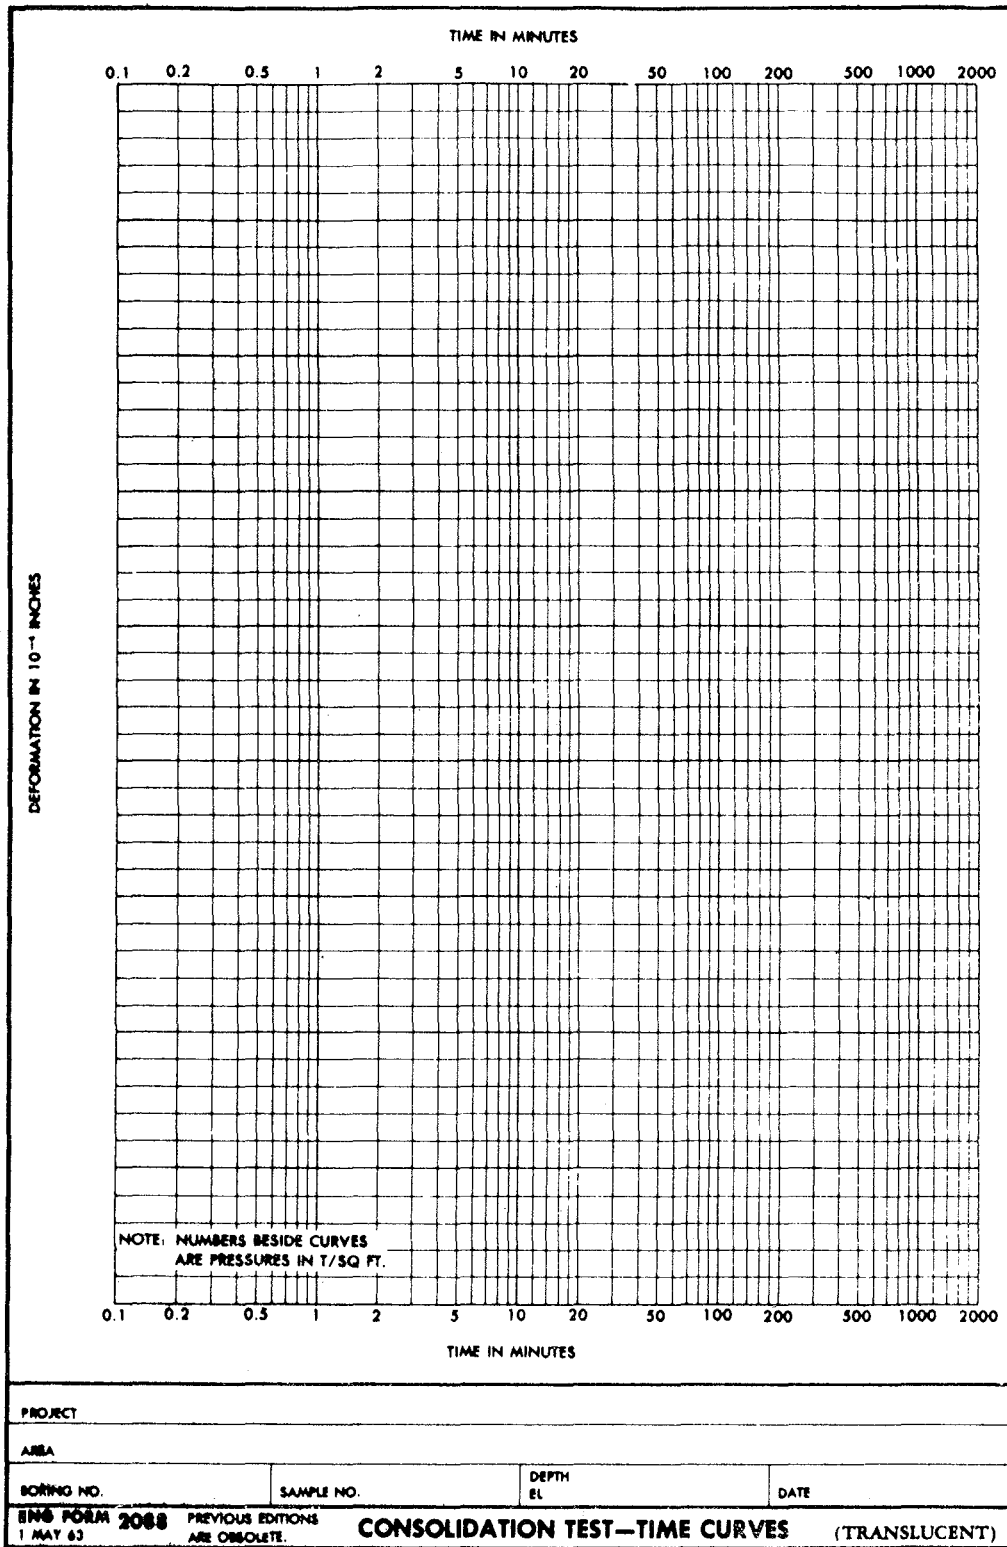 TIME IN MINUTES
0.1 0.2 0.5 1 2 5 10 20 50 100 200 500 1000 2000
DEFORMATION IN 10⁻⁴ INCHES
NOTE: NUMBERS BESIDE CURVES
ARE PRESSURES IN T/SQ FT.
0.1 0.2 0.5 1 2 5 10 20 50 100 200 500 1000 2000
TIME IN MINUTES
PROJECT
AREA
BORING NO.
SAMPLE NO.
DEPTH
EL
DATE
ENG FORM 2088
1 MAY 63
PREVIOUS EDITIONS
ARE OBSOLETE.
CONSOLIDATION TEST—TIME CURVES
(TRANSLUCENT)